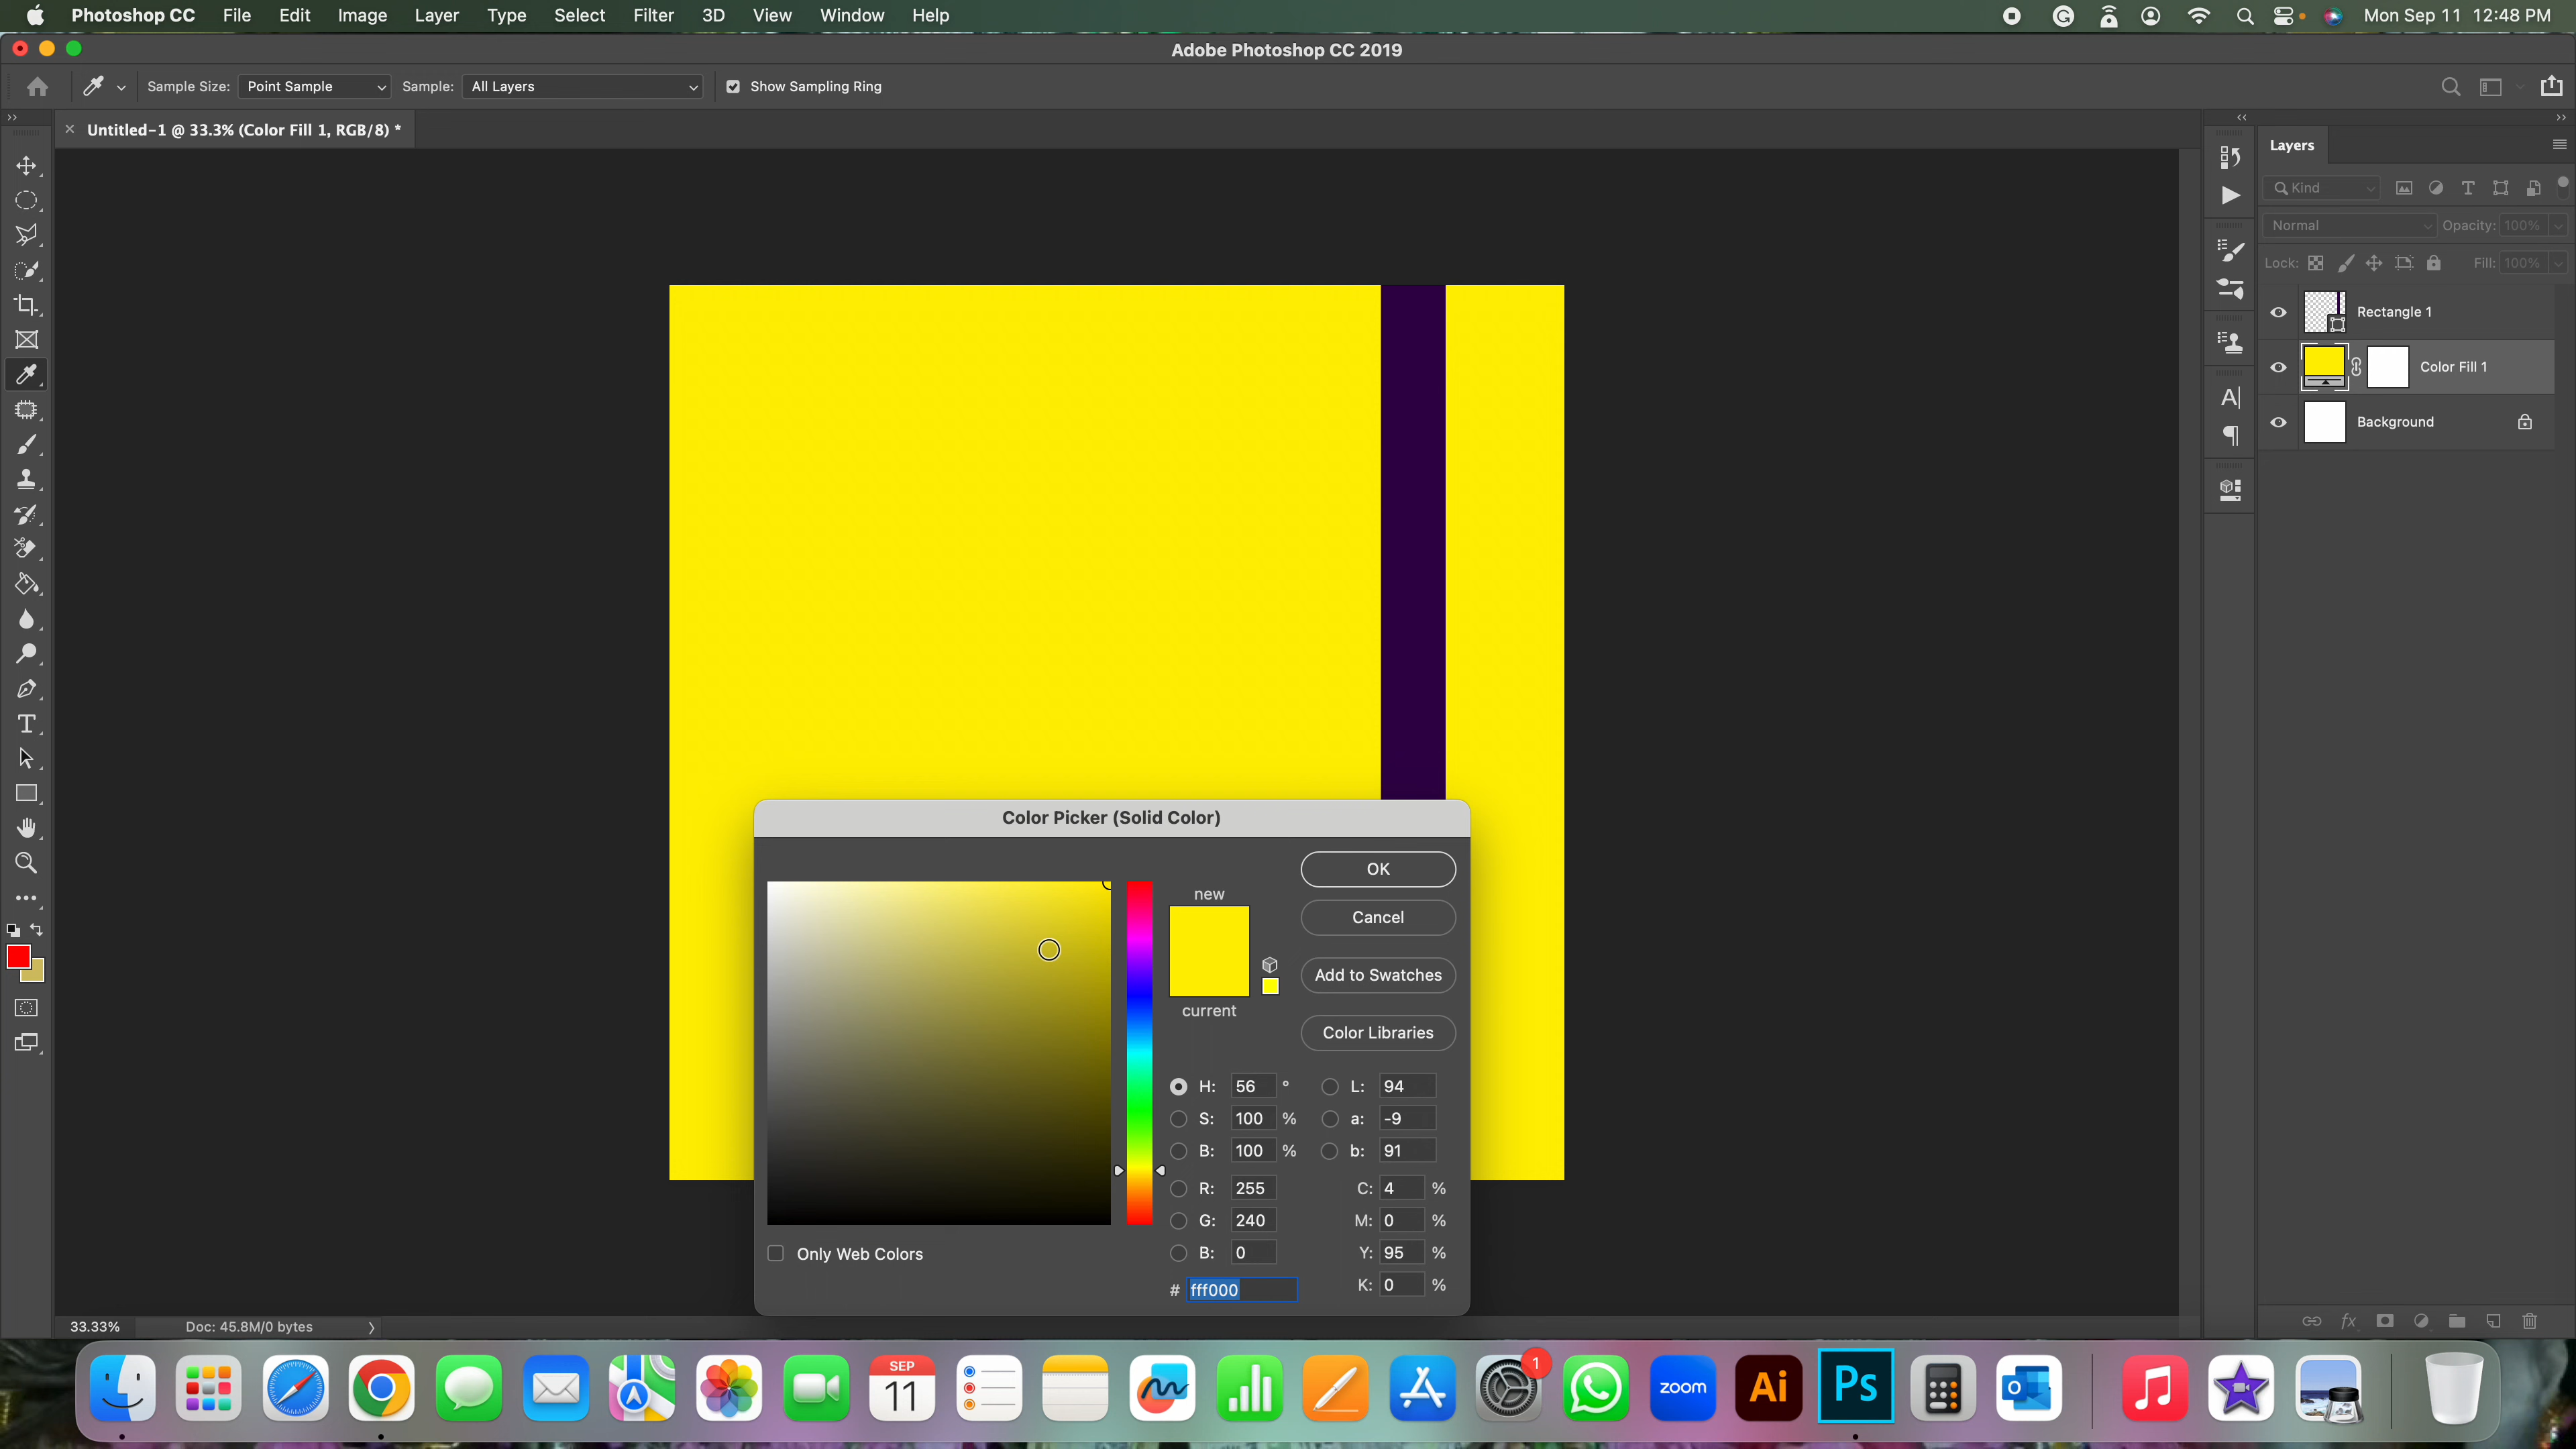 Photoshop CC File Edit Image Layer Type Select Filter 3D View Window Help Mon Sep 11 12:48 PM
Adobe Photoshop CC 2019
Sample Size: Point Sample Sample: All Layers Show Sampling Ring
Untitled-1 @ 33.3% (Color Fill 1, RGB/8) *
Layers
Kind
Normal Opacity: 100%
Lock: Fill: 100%
Rectangle 1
Color Fill 1
Background
Color Picker (Solid Color)
new
current
OK
Cancel
Add to Swatches
Color Libraries
H: 56 ° L: 94
S: 100 % a: -9
B: 100 % b: 91
R: 255 C: 4 %
G: 240 M: 0 %
B: 0 Y: 95 %
# fff000 K: 0 %
Only Web Colors
33.33% Doc: 45.8M/0 bytes
SEP
11
1
zoom
Ai
Ps